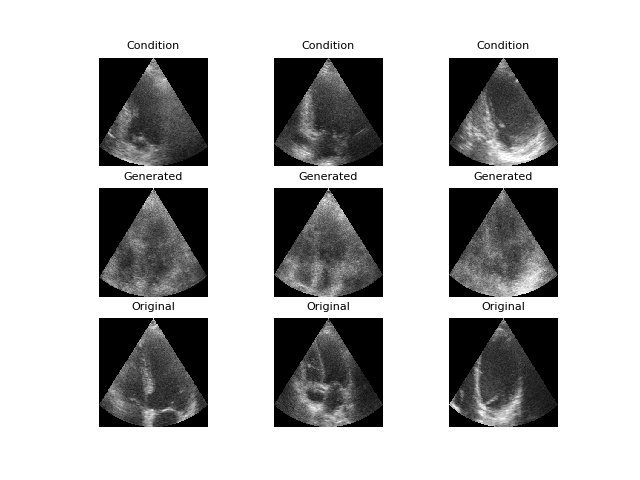 Condition
Condition
Condition
Generated
Generated
Generated
Original
Original
Original